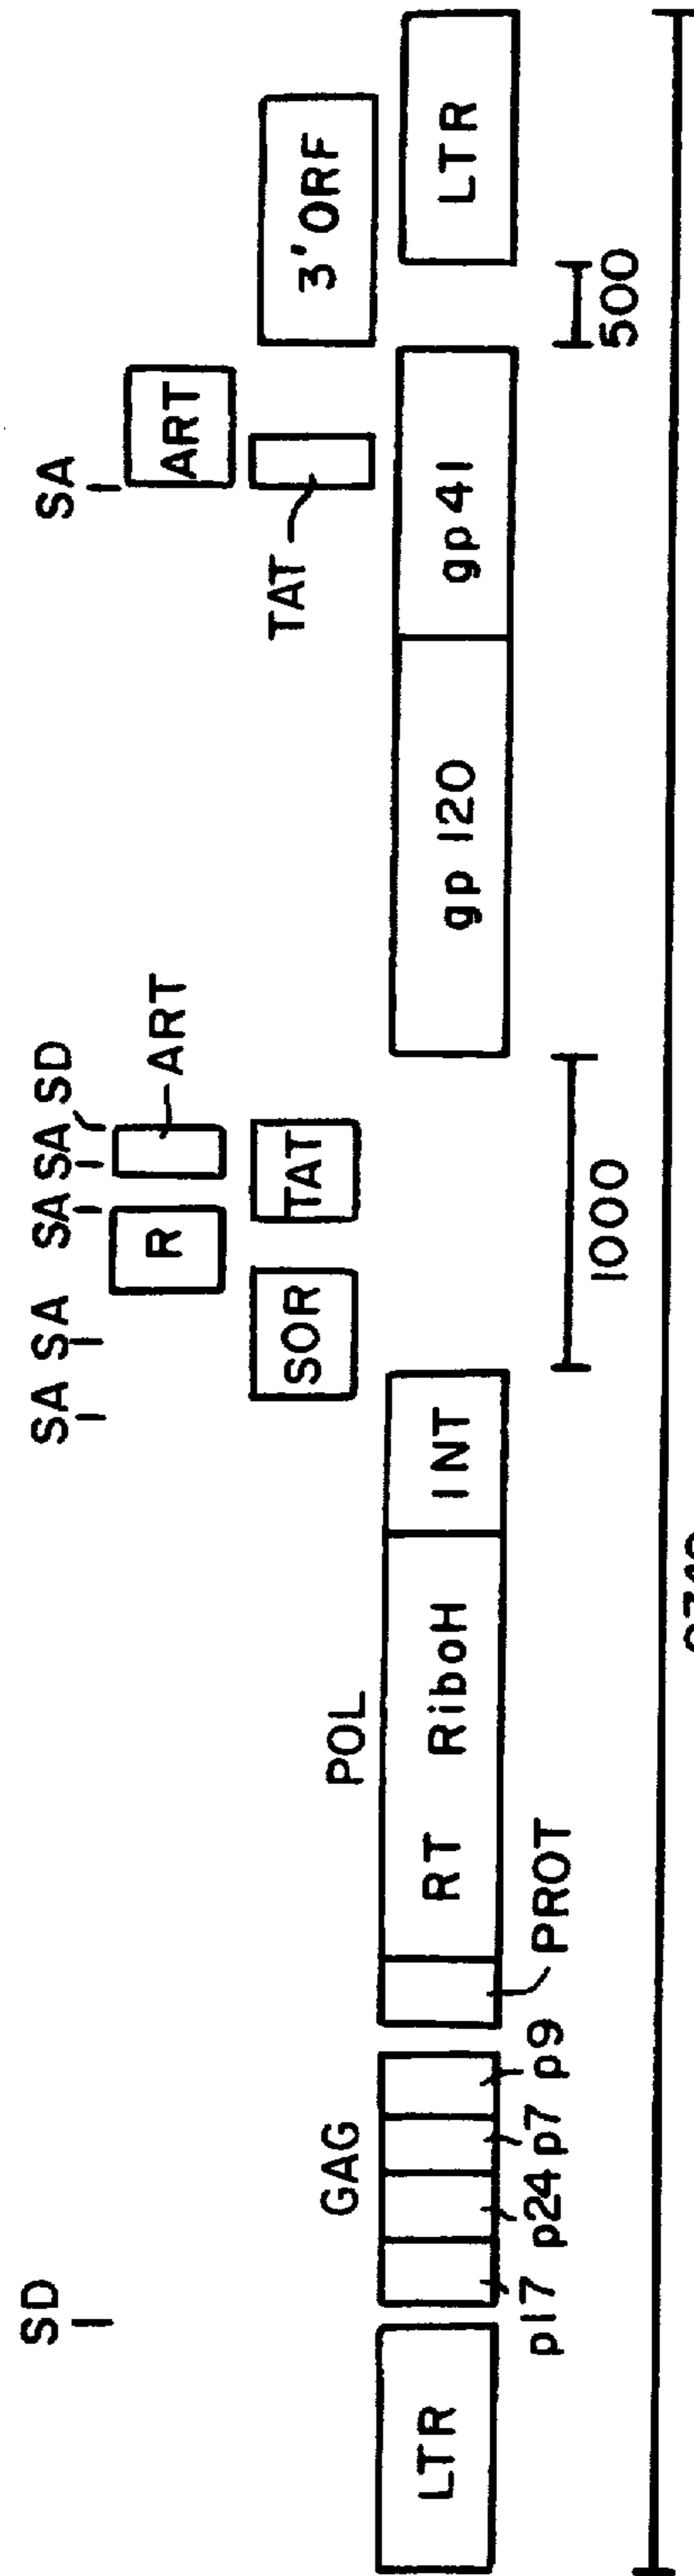 SD
SA
SA
SA
SA
SD
SA
R
ART
ART
SOR
TAT
TAT
3'ORF
GAG
POL
LTR
RT
RiboH
INT
gp 120
gp 41
LTR
p17
p24
p7
p9
PROT
1000
500